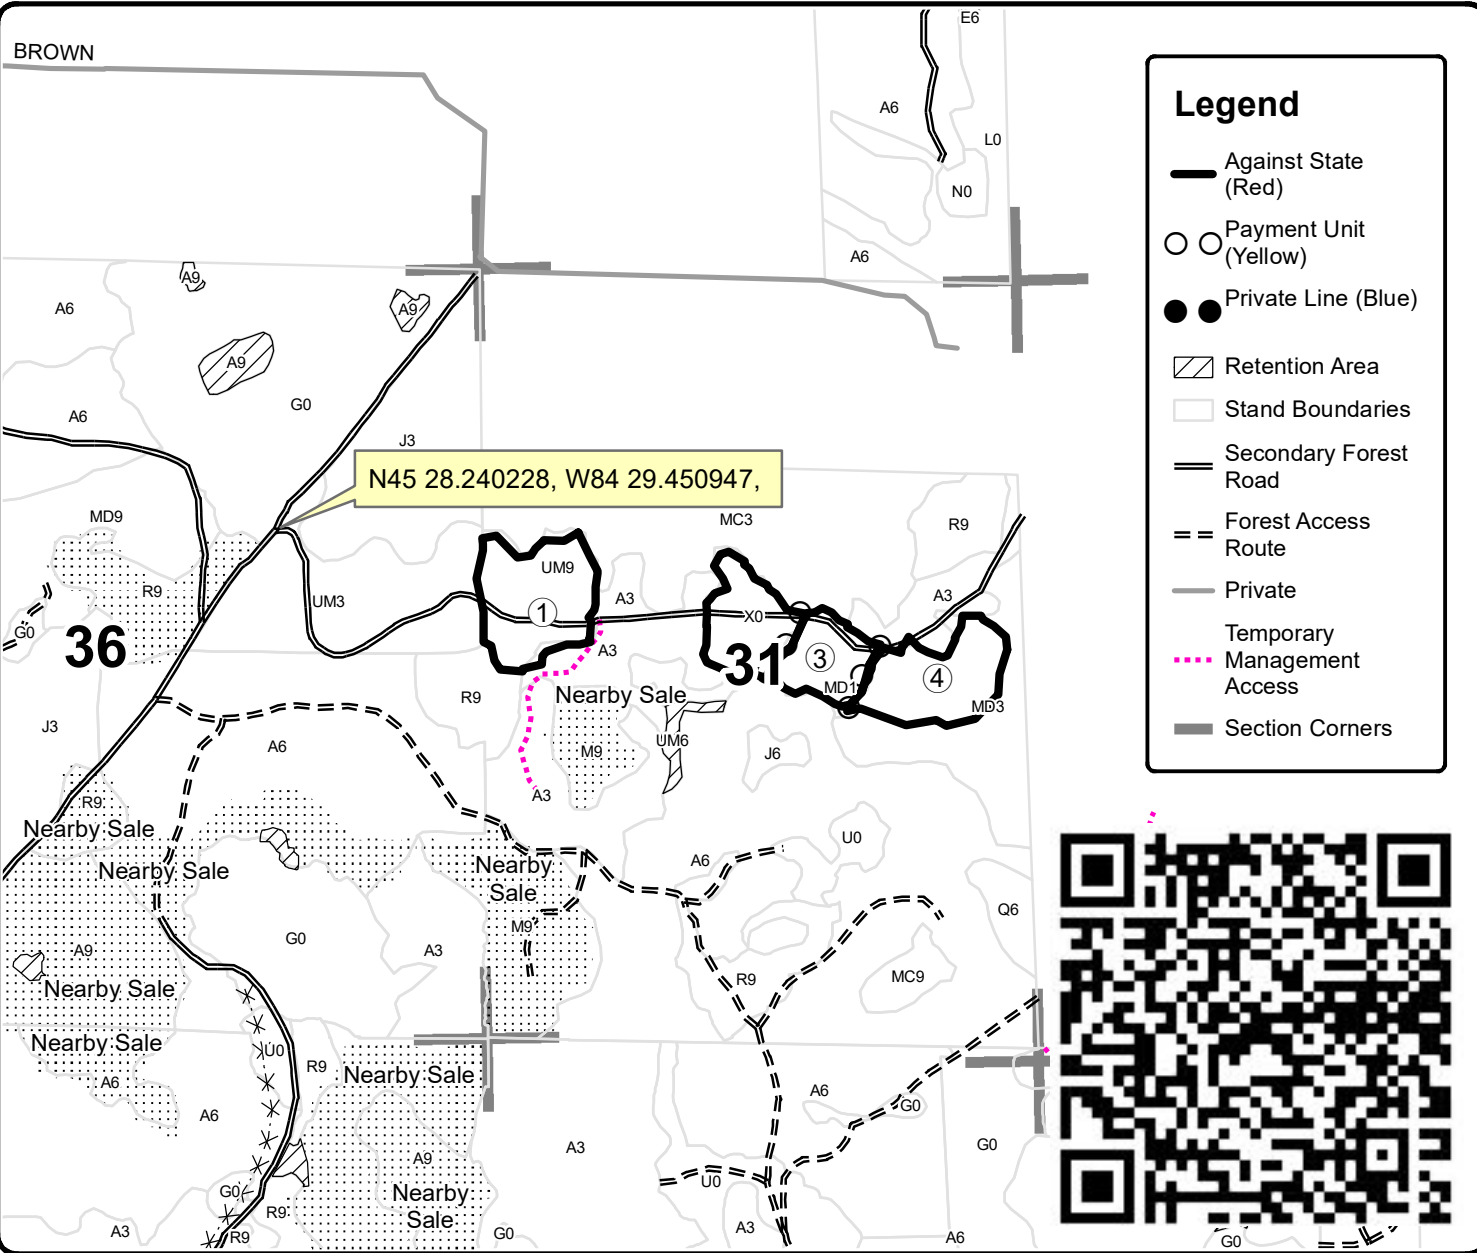 BROWN
E6
A6
L0
N0
A6
A9
A6
A9
A9
A6
G0
J3
N45 28.240228, W84 29.450947,
MD9
MC3
R9
UM9
R9
UM3
A3
A3
1
X0
G0
36
A3
31
3
4
MD1
MD3
R9
Nearby Sale
J3
A6
M9
UM6
J6
A3
R9
Nearby Sale
U0
Nearby Sale
Nearby
Sale
A6
Q6
M9
G0
A9
A3
R9
MC9
Nearby Sale
Nearby Sale
U0
R9
Nearby Sale
A6
A6
A6
G0
G0
A3
A9
G0
U0
Nearby
Sale
R9
A3
R9
G0
A3
A6
G0
Legend
Against State
(Red)
Payment Unit
(Yellow)
Private Line (Blue)
Retention Area
Stand Boundaries
Secondary Forest
Road
Forest Access
Route
Private
Temporary
Management
Access
Section Corners